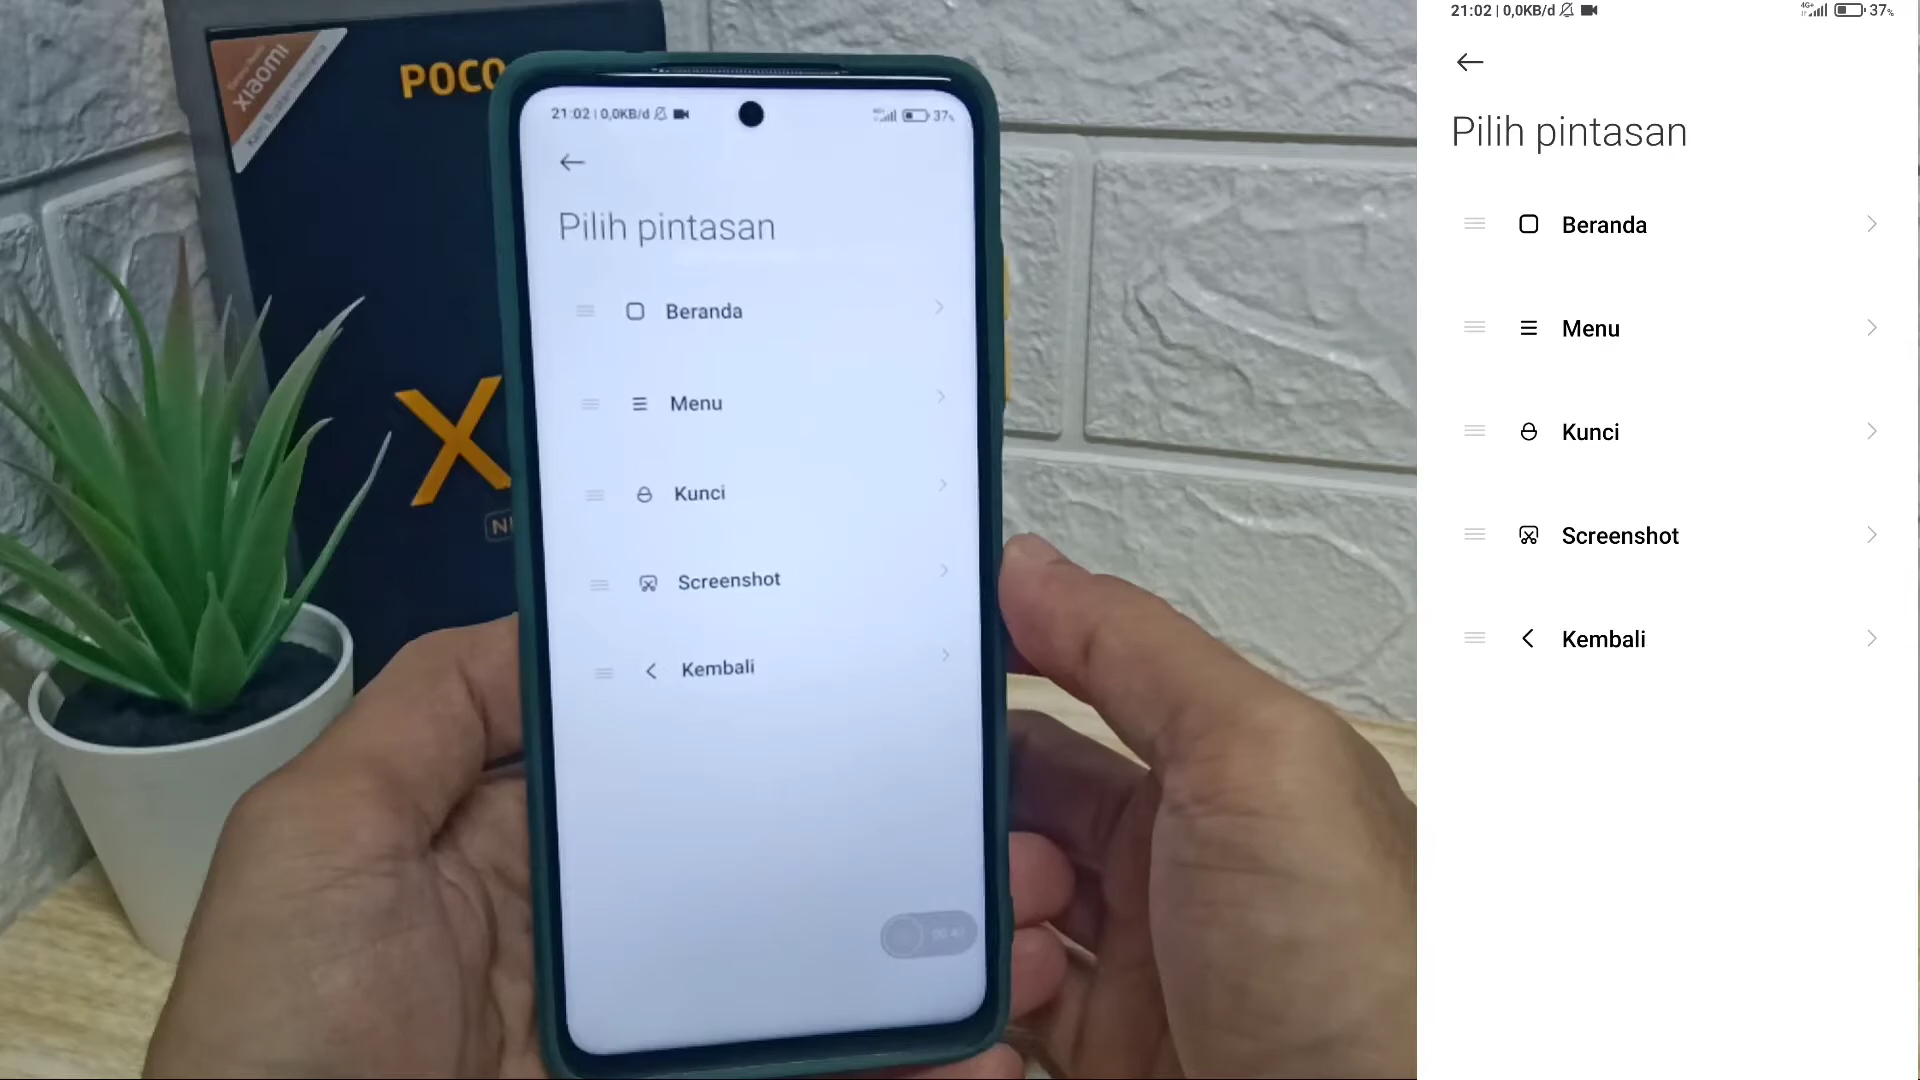 Xiaomi
POCO
X
21:02 | 0,0KB/d
37%
Pilih pintasan
Beranda
Menu
Kunci
Screenshot
Kembali
21:02 | 0,0KB/d
4G+
37%
Pilih pintasan
Beranda
Menu
Kunci
Screenshot
Kembali